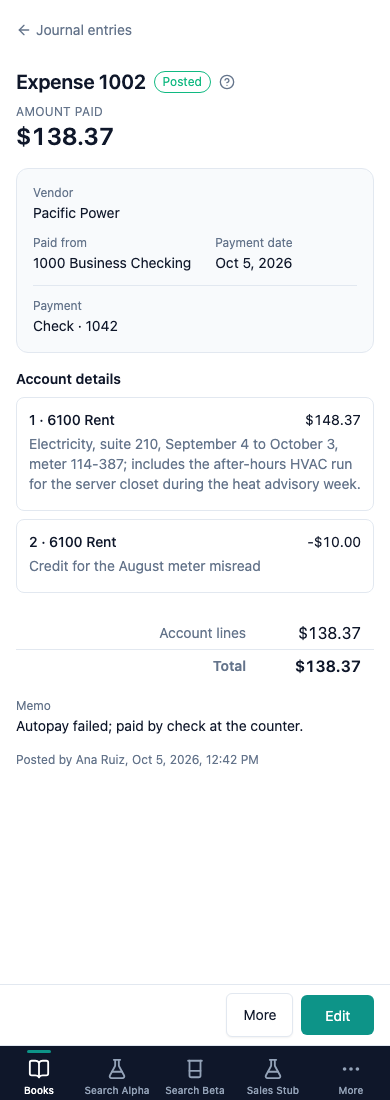 Journal entries
Expense 1002 Posted
AMOUNT PAID
$138.37
Vendor
Pacific Power
Paid from Payment date
1000 Business Checking Oct 5, 2026
Payment
Check · 1042
Account details
1 · 6100 Rent $148.37
Electricity, suite 210, September 4 to October 3,
meter 114-387; includes the after-hours HVAC run
for the server closet during the heat advisory week.
2 · 6100 Rent -$10.00
Credit for the August meter misread
Account lines $138.37
Total $138.37
Memo
Autopay failed; paid by check at the counter.
Posted by Ana Ruiz, Oct 5, 2026, 12:42 PM
More Edit
Books Search Alpha Search Beta Sales Stub More